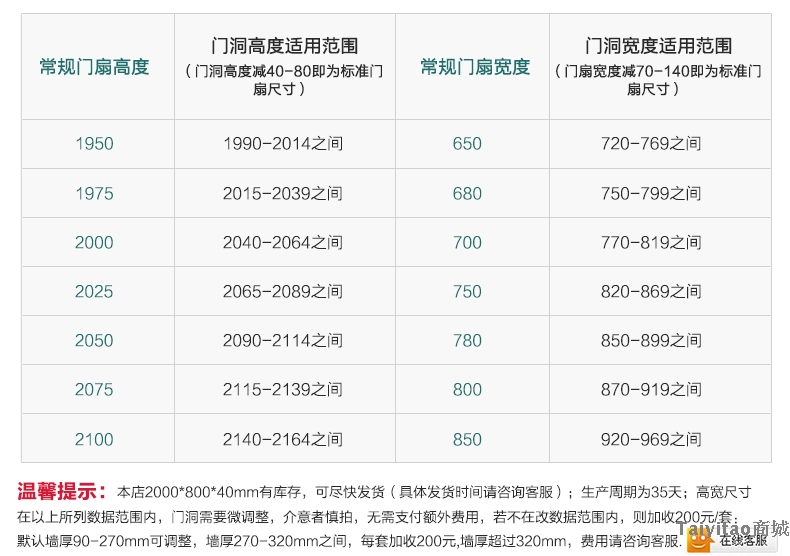 常规门扇高度 门洞高度适用范围 常规门扇宽度 门洞宽度适用范围
（门洞高度减40-80即为标准门扇尺寸） （门扇宽度减70-140即为标准门扇尺寸）
1950 1990-2014之间 650 720-769之间
1975 2015-2039之间 680 750-799之间
2000 2040-2064之间 700 770-819之间
2025 2065-2089之间 750 820-869之间
2050 2090-2114之间 780 850-899之间
2075 2115-2139之间 800 870-919之间
2100 2140-2164之间 850 920-969之间
温馨提示：本店2000*800*40mm有库存，可尽快发货（具体发货时间请咨询客服）；生产周期为35天；高宽尺寸
在以上所列数据范围内，门洞需要微调整，介意者慎拍，无需支付额外费用，若不在改数据范围内，则加收200元/套；
默认墙厚90-270mm可调整，墙厚270-320mm之间，每套加收200元,墙厚超过320mm，费用请咨询客服
Taiyitao商城
在线客服